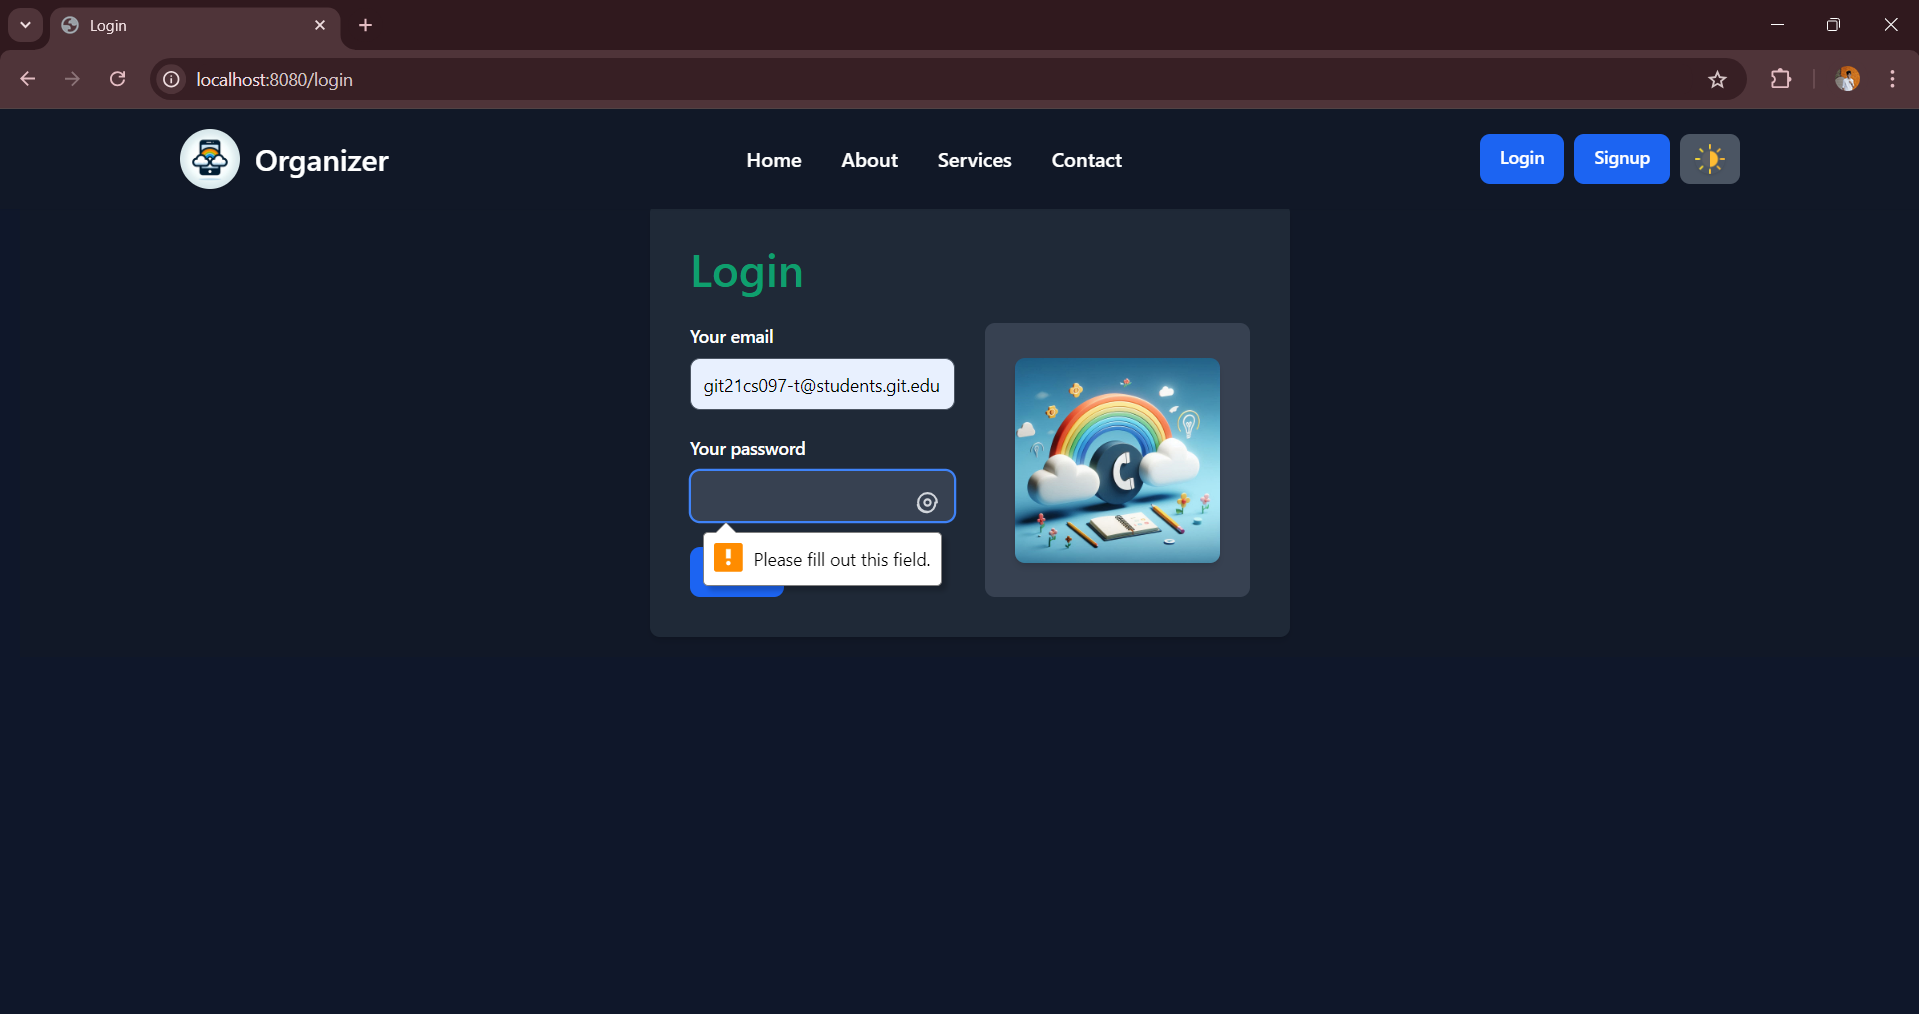 Login
localhost:8080/login
Organizer
Home About Services Contact
Login Signup
Login
Your email
git21cs097-t@students.git.edu
Your password
Please fill out this field.